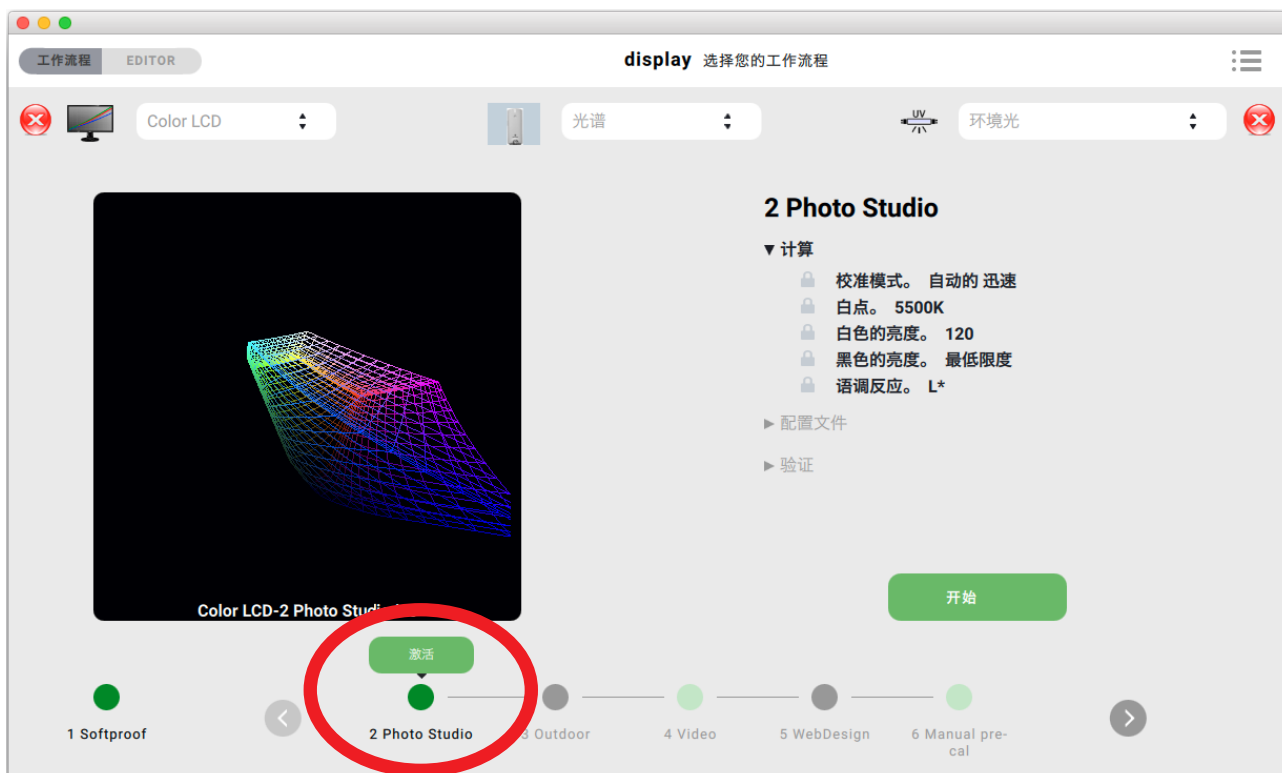 工作流程 EDITOR display 选择您的工作流程
Color LCD 光谱 UV 环境光
2 Photo Studio
▼ 计算
校准模式。 自动的 迅速
白点。 5500K
白色的亮度。 120
黑色的亮度。 最低限度
语调反应。 L*
▶ 配置文件
▶ 验证
开始
Color LCD-2 Photo
激活
1 Softproof
2 Photo Studio
3 Outdoor
4 Video
5 WebDesign
6 Manual pre-
cal